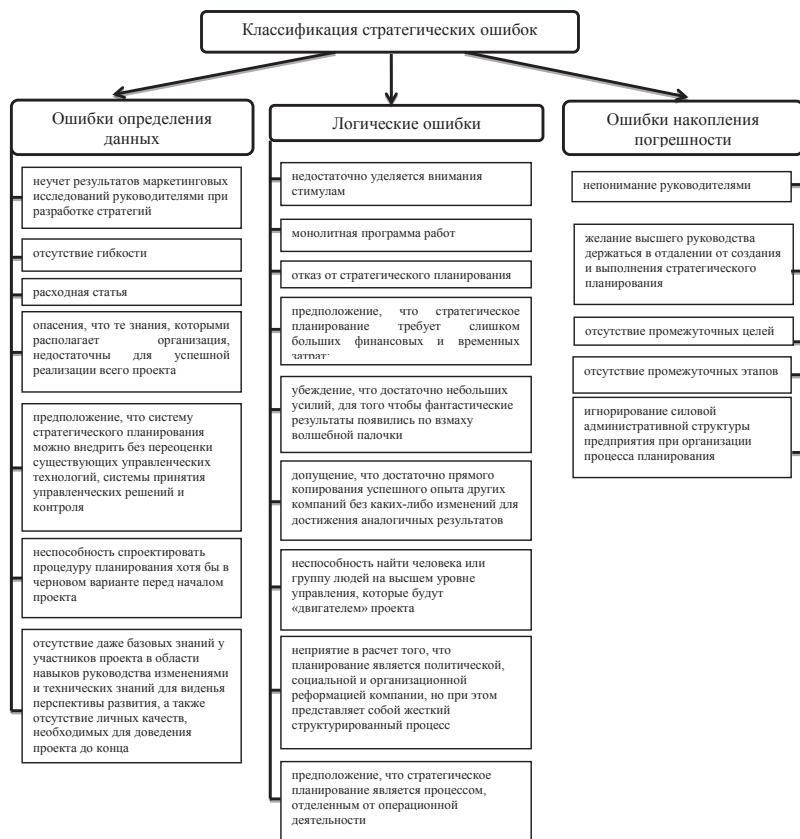 Классификация стратегических ошибок
Ошибки определения
данных
неучет результатов маркетинговых
исследований руководителями при
разработке стратегий
отсутствие гибкости
расходная статья
опасения, что те знания, которыми
располагает организация,
недостаточны для успешной
реализации всего проекта
предположение, что систему
стратегического планирования
можно внедрить без переоценки
существующих управленческих
технологий, системы принятия
управленческих решений и
контроля
неспособность спроектировать
процедуру планирования хотя бы в
черновом варианте перед началом
проекта
отсутствие даже базовых знаний у
участников проекта в области
навыков руководства изменениями
и технических знаний для виденья
перспективы развития, а также
отсутствие личных качеств,
необходимых для доведения
проекта до конца
Логические ошибки
недостаточно уделяется внимания
стимулам
монолитная программа работ
отказ от стратегического планирования
предположение, что стратегическое
планирование требует слишком
больших финансовых и временных
затрат;
убеждение, что достаточно небольших
усилий, для того чтобы фантастические
результаты появились по взмаху
волшебной палочки
допущение, что достаточно прямого
копирования успешного опыта других
компаний без каких-либо изменений для
достижения аналогичных результатов
неспособность найти человека или
группу людей на высшем уровне
управления, которые будут
«двигателем» проекта
неприятие в расчет того, что
планирование является политической,
социальной и организационной
реформацией компании, но при этом
представляет собой жесткий
структурированный процесс
предположение, что стратегическое
планирование является процессом,
отделенным от операционной
деятельности
Ошибки накопления
погрешности
непонимание руководителями
желание высшего руководства
держаться в отдалении от создания
и выполнения стратегического
планирования
отсутствие промежуточных целей
отсутствие промежуточных этапов
игнорирование силовой
административной структуры
предприятия при организации
процесса планирования